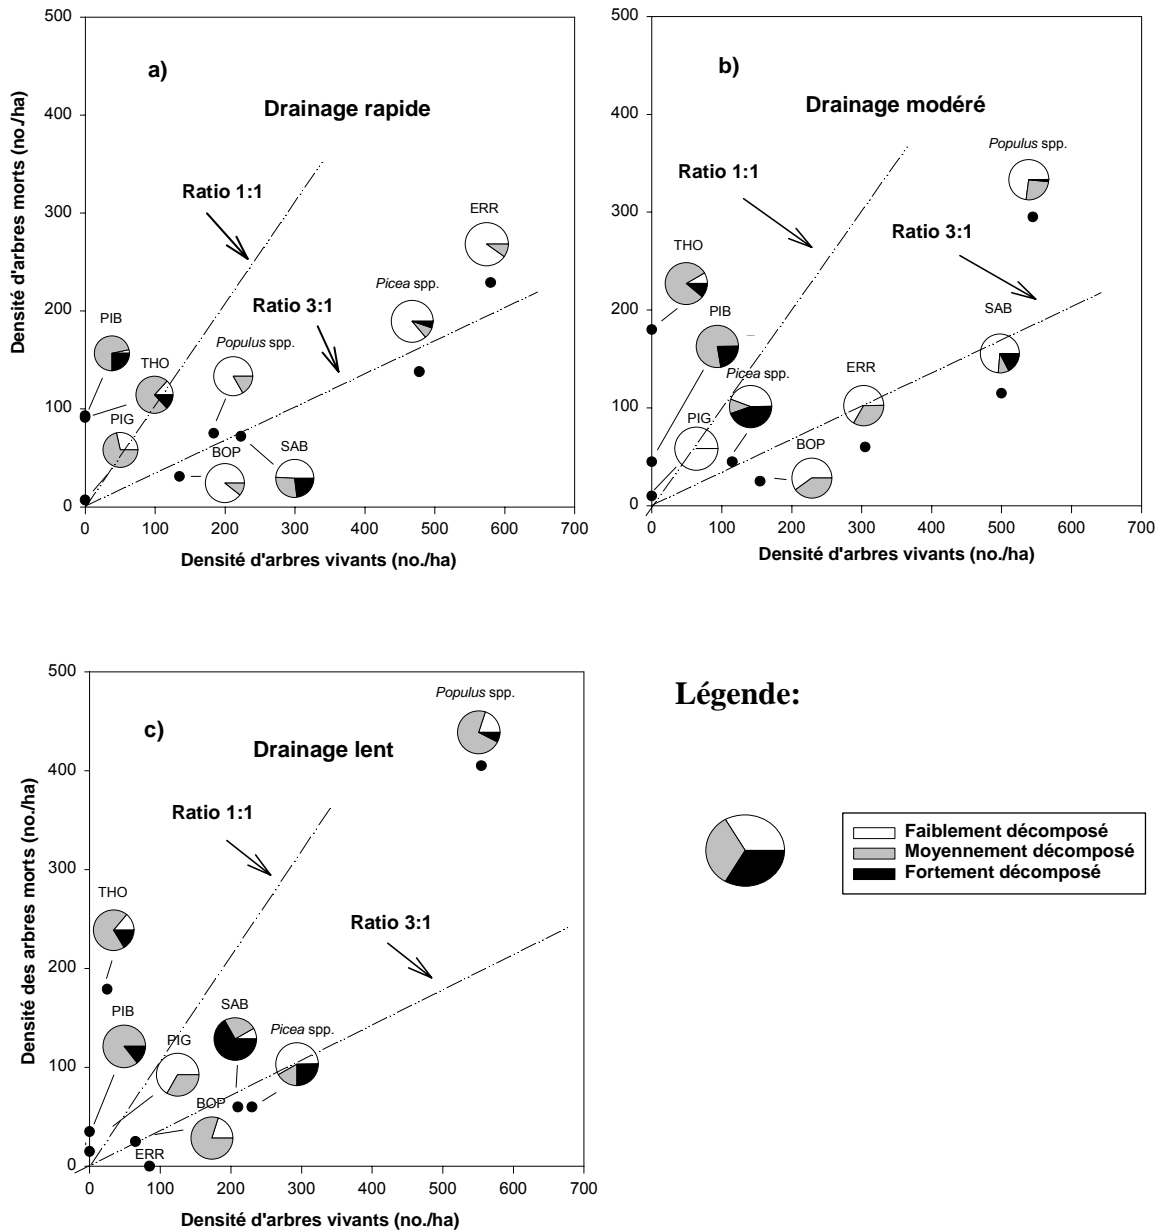 500
400
300
200
100
0
Densité d'arbres morts (no./ha)
a)
Drainage rapide
Ratio 1:1
ERR
Picea spp.
Ratio 3:1
PIB
THO
Populus spp.
PIG
BOP
SAB
0 100 200 300 400 500 600 700
Densité d'arbres vivants (no./ha)
500
400
300
200
100
0
b)
Drainage modéré
Populus spp.
Ratio 1:1
Ratio 3:1
THO
PIB
SAB
Picea spp.
ERR
PIG
BOP
0 100 200 300 400 500 600 700
Densité d'arbres vivants (no./ha)
500
400
300
200
100
0
Densité des arbres morts (no./ha)
c)
Drainage lent
Populus spp.
Ratio 1:1
THO
Ratio 3:1
PIB
PIG
SAB
Picea spp.
BOP
ERR
0 100 200 300 400 500 600 700
Densité d'arbres vivants (no./ha)
Légende:
Faiblement décomposé
Moyennement décomposé
Fortement décomposé